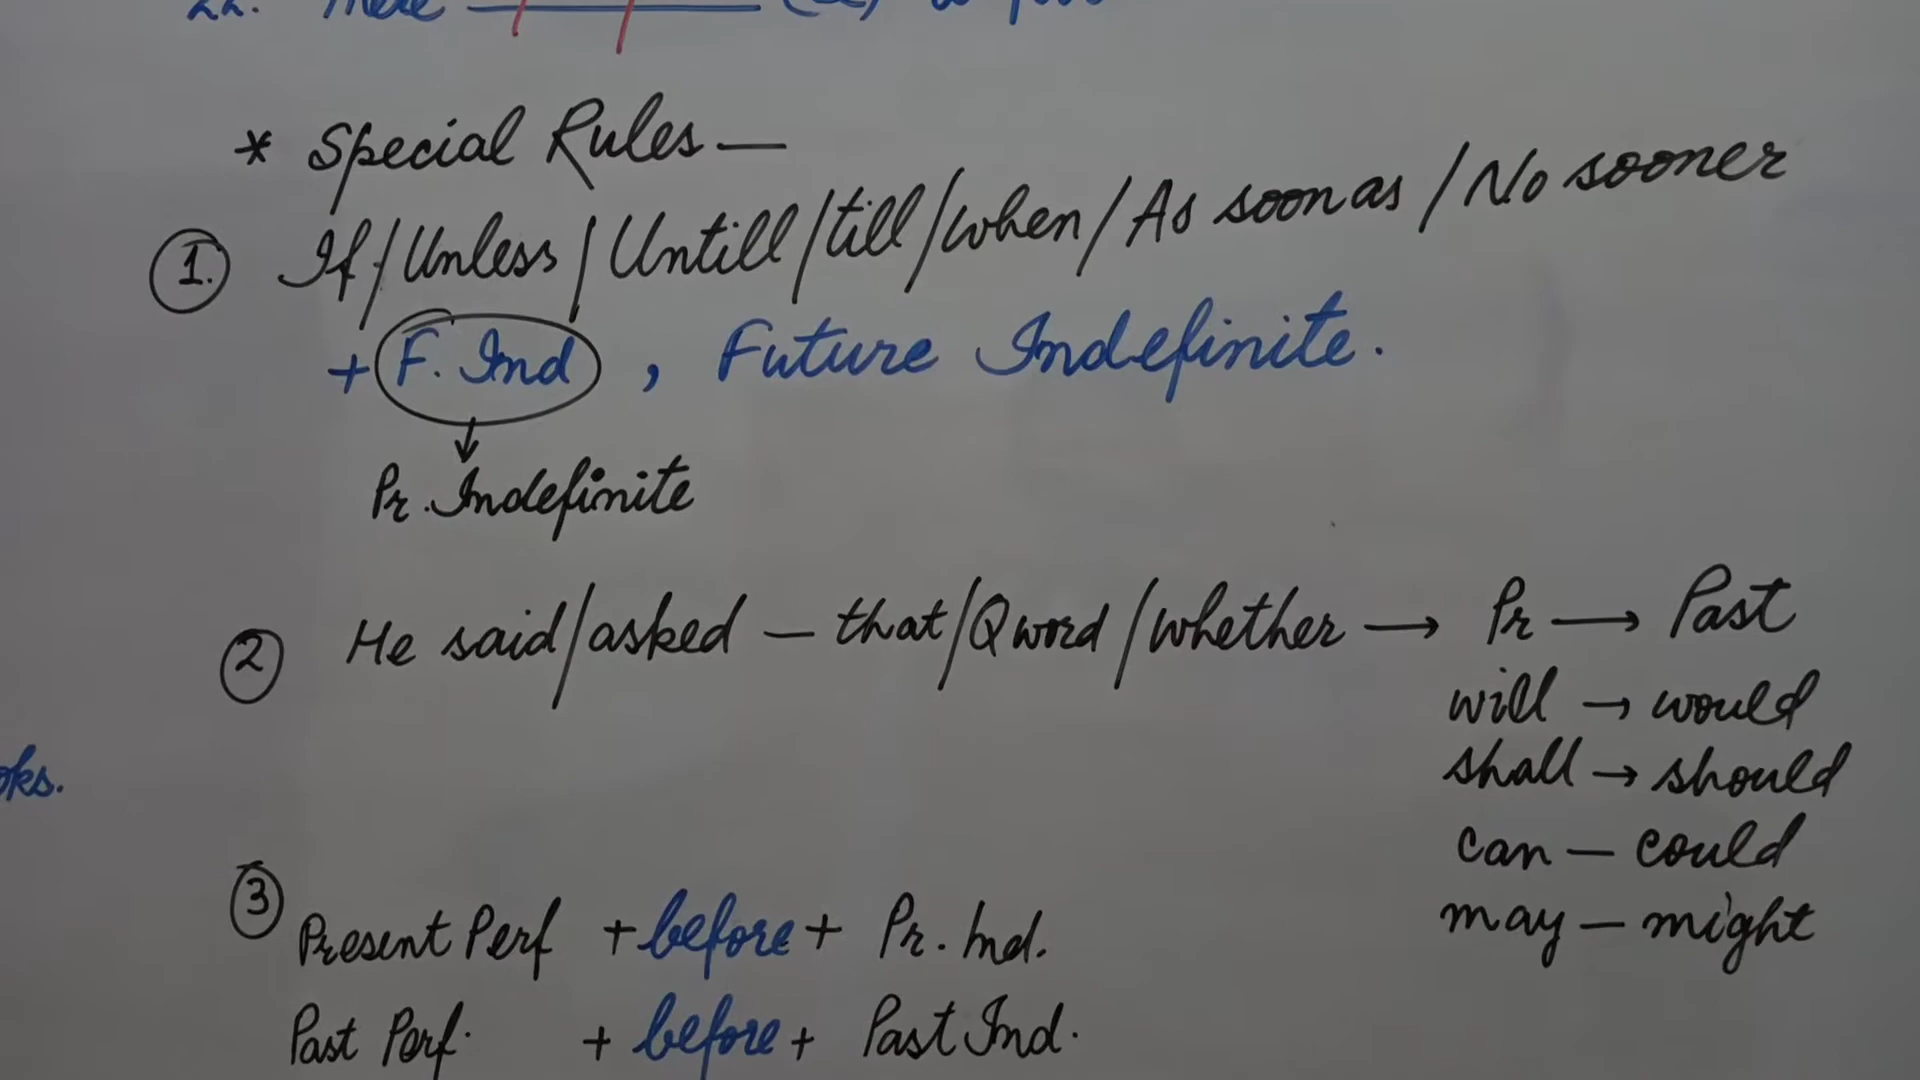 22. There
* Special Rules —
1. If / Unless / Untill / till / when / As soon as / No sooner
+ F. Ind , Future Indefinite.
↓
Pr. Indefinite
2 He said/asked — that/Q word/whether → Pr → Past
will → would
shall → should
oks.
can — could
3 may — might
Present Perf + before + Pr. Ind.
Past Perf. + before + Past Ind.